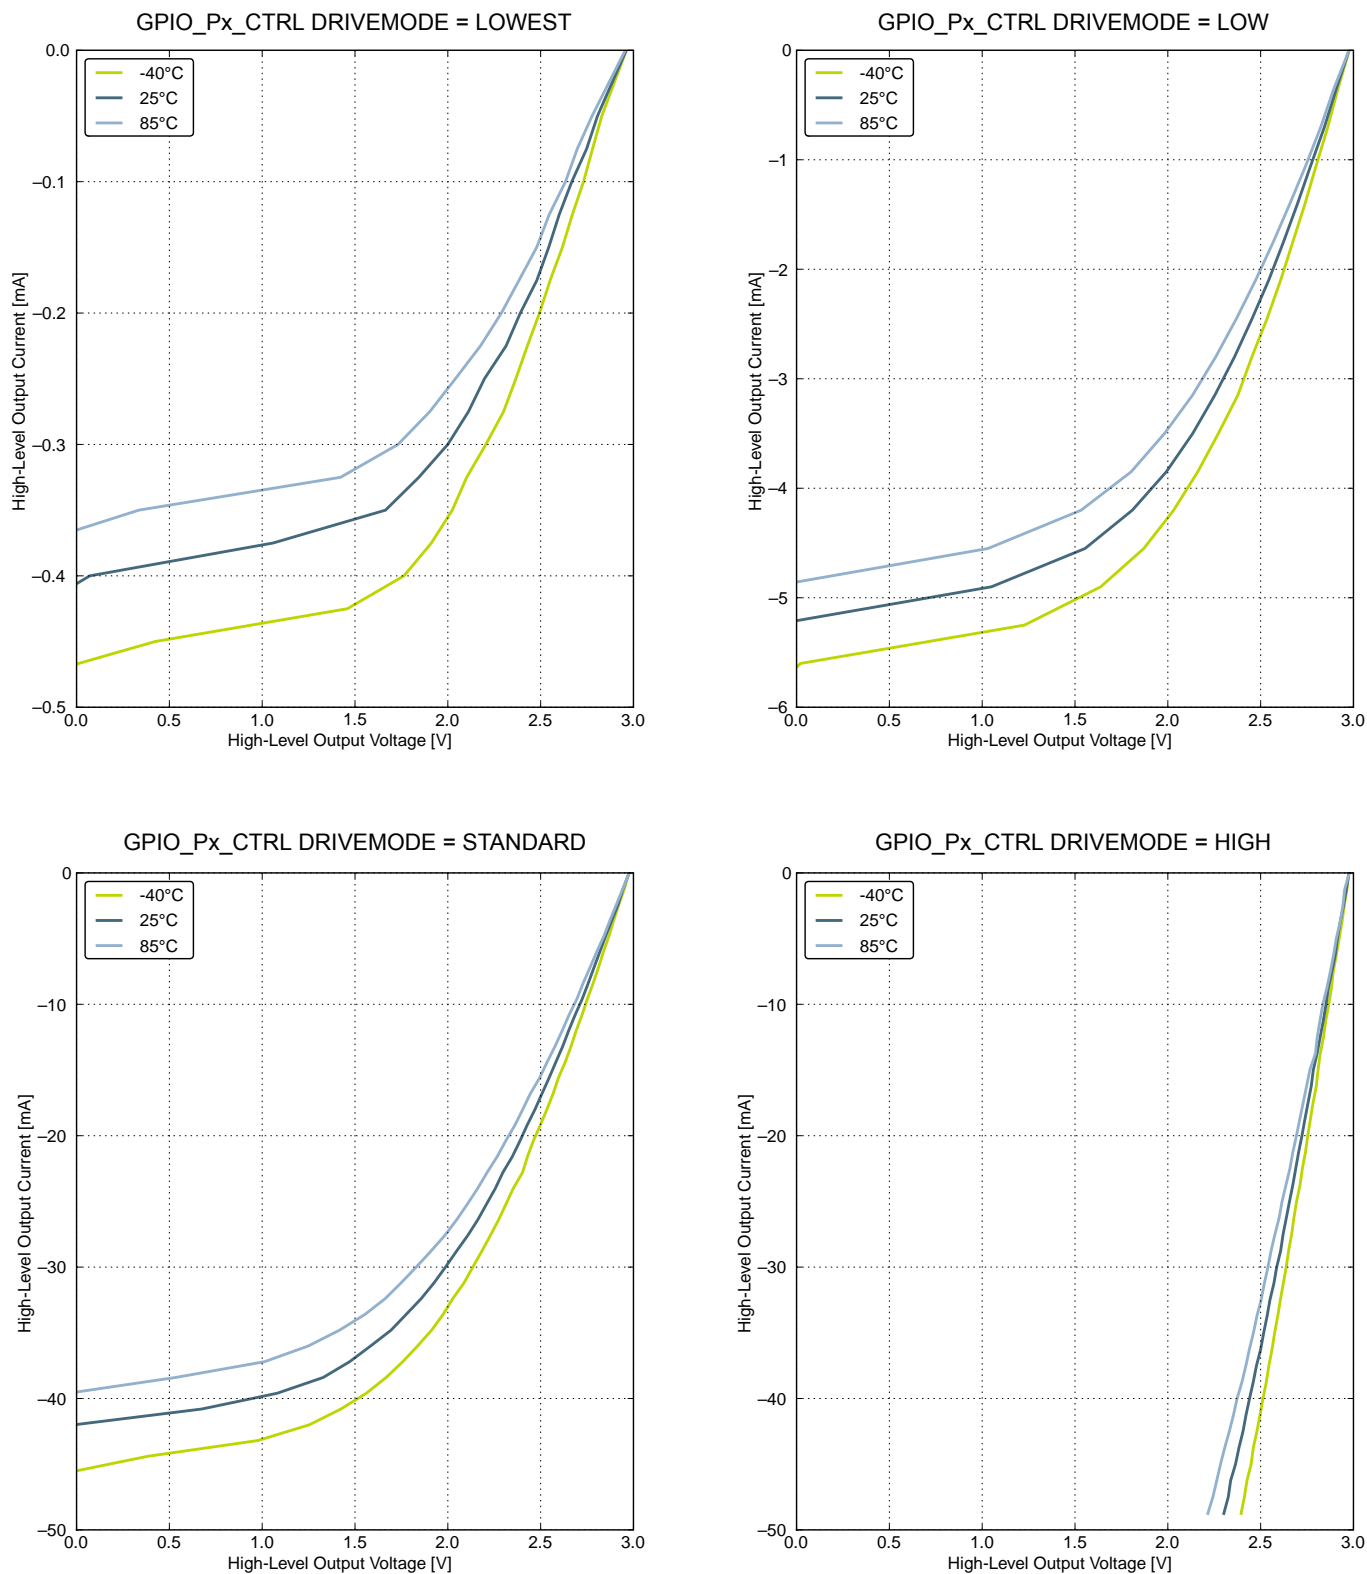 GPIO_Px_CTRL DRIVEMODE = LOWEST
0.0
–0.1
–0.2
–0.3
–0.4
–0.5
High-Level Output Current [mA]
-40°C
25°C
85°C
0.0 0.5 1.0 1.5 2.0 2.5 3.0
High-Level Output Voltage [V]
GPIO_Px_CTRL DRIVEMODE = LOW
0
–1
–2
–3
–4
–5
–6
High-Level Output Current [mA]
-40°C
25°C
85°C
0.0 0.5 1.0 1.5 2.0 2.5 3.0
High-Level Output Voltage [V]
GPIO_Px_CTRL DRIVEMODE = STANDARD
0
–10
–20
–30
–40
–50
High-Level Output Current [mA]
-40°C
25°C
85°C
0.0 0.5 1.0 1.5 2.0 2.5 3.0
High-Level Output Voltage [V]
GPIO_Px_CTRL DRIVEMODE = HIGH
0
–10
–20
–30
–40
–50
High-Level Output Current [mA]
-40°C
25°C
85°C
0.0 0.5 1.0 1.5 2.0 2.5 3.0
High-Level Output Voltage [V]